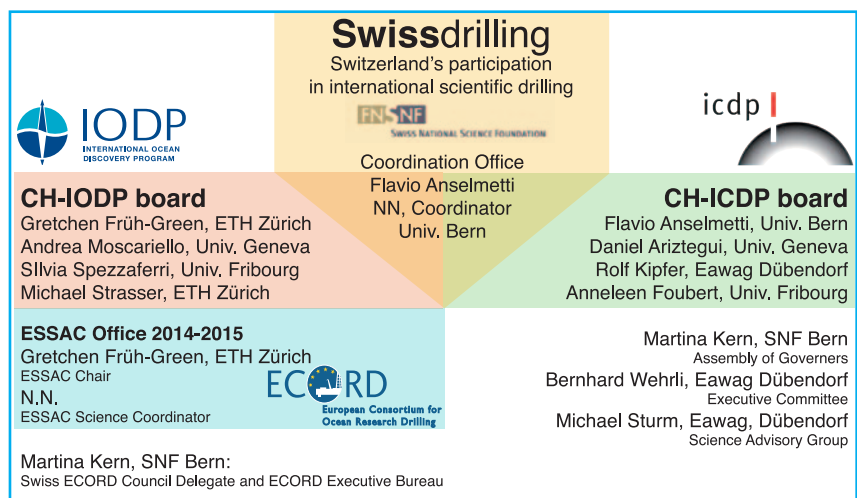 Swissdrilling
Switzerland's participation
in international scientific drilling
FNSNF
SWISS NATIONAL SCIENCE FOUNDATION
Coordination Office
Flavio Anselmetti
NN, Coordinator
Univ. Bern
IODP
INTERNATIONAL OCEAN
DISCOVERY PROGRAM
icdp
CH-IODP board
Gretchen Früh-Green, ETH Zürich
Andrea Moscariello, Univ. Geneva
SIlvia Spezzaferri, Univ. Fribourg
Michael Strasser, ETH Zürich
CH-ICDP board
Flavio Anselmetti, Univ. Bern
Daniel Ariztegui, Univ. Geneva
Rolf Kipfer, Eawag Dübendorf
Anneleen Foubert, Univ. Fribourg
ESSAC Office 2014-2015
Gretchen Früh-Green, ETH Zürich
ESSAC Chair
N.N.
ESSAC Science Coordinator
ECORD
European Consortium for
Ocean Research Drilling
Martina Kern, SNF Bern
Assembly of Governers
Bernhard Wehrli, Eawag Dübendorf
Executive Committee
Michael Sturm, Eawag, Dübendorf
Science Advisory Group
Martina Kern, SNF Bern:
Swiss ECORD Council Delegate and ECORD Executive Bureau